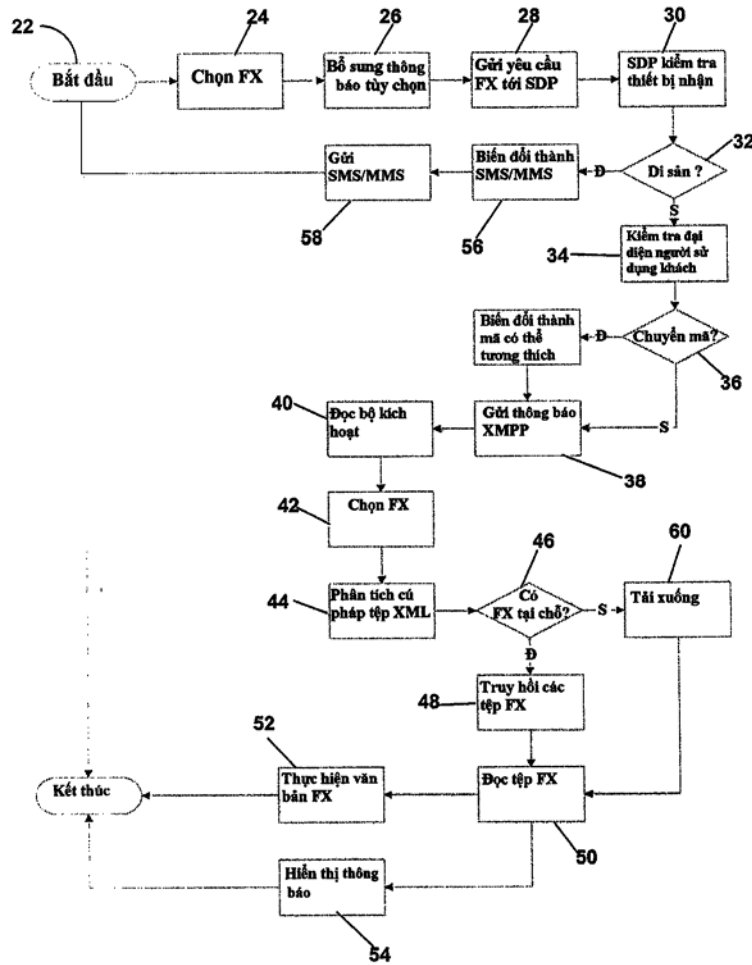 22
24
26
28
30
Bắt đầu
Chọn FX
Bổ sung thông
báo tùy chọn
Gửi yêu cầu
FX tới SDP
SDP kiểm tra
thiết bị nhận
32
Gửi
SMS/MMS
58
Biến đổi thành
SMS/MMS
56
Đ
Di sản ?
S
34
Kiểm tra đại
diện người sử
dụng khách
Biến đổi thành
mã có thể
tương thích
Đ
Chuyển mã?
36
40
Đọc bộ kích
hoạt
Gửi thông báo
XMPP
S
38
42
Chọn FX
44
Phân tích cú
pháp tệp XML
46
Có
FX tại chỗ?
S
60
Tải xuống
Đ
48
Truy hồi các
tệp FX
52
Kết thúc
Thực hiện văn
bản FX
Đọc tệp FX
50
Hiển thị thông
báo
54